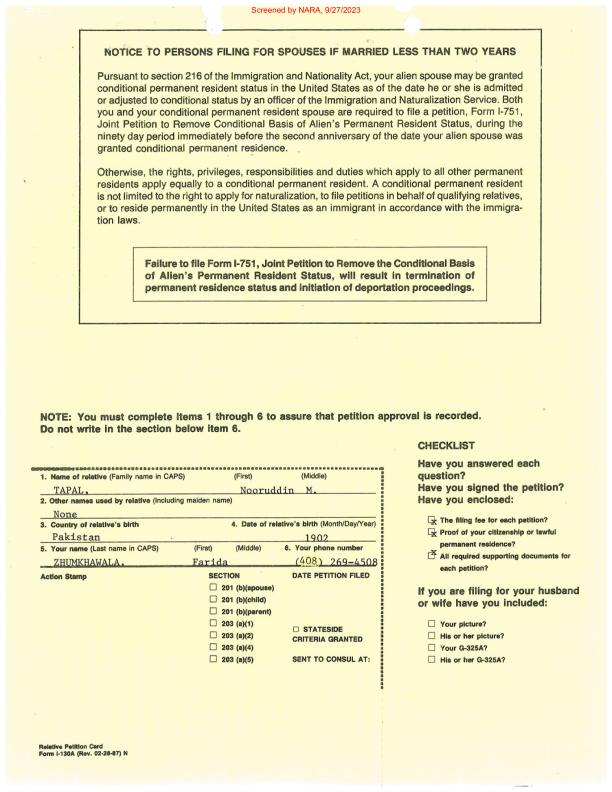 Screened by NARA, 9/27/2023
NOTICE TO PERSONS FILING FOR SPOUSES IF MARRIED LESS THAN TWO YEARS
Pursuant to section 216 of the Immigration and Nationality Act, your alien spouse may be granted
conditional permanent resident status in the United States as of the date he or she is admitted
or adjusted to conditional status by an officer of the Immigration and Naturalization Service. Both
you and your conditional permanent resident spouse are required to file a petition, Form I-751,
Joint Petition to Remove Conditional Basis of Alien's Permanent Resident Status, during the
ninety day period immediately before the second anniversary of the date your alien spouse was
granted conditional permanent residence.
Otherwise, the rights, privileges, responsibilities and duties which apply to all other permanent
residents apply equally to a conditional permanent resident. A conditional permanent resident
is not limited to the right to apply for naturalization, to file petitions in behalf of qualifying relatives,
or to reside permanently in the United States as an immigrant in accordance with the immigra-
tion laws.
Failure to file Form I-751, Joint Petition to Remove the Conditional Basis
of Alien's Permanent Resident Status, will result in termination of
permanent residence status and initiation of deportation proceedings.
NOTE: You must complete Items 1 through 6 to assure that petition approval is recorded.
Do not write in the section below item 6.
1. Name of relative (Family name in CAPS) (First) (Middle)
TAPAL, Nooruddin M.
2. Other names used by relative (Including maiden name)
None
3. Country of relative's birth 4. Date of relative's birth (Month/Day/Year)
Pakistan 1902
5. Your name (Last name in CAPS) (First) (Middle) 6. Your phone number
ZHUMKHAWALA. Farida (408) 269-4508
Action Stamp SECTION DATE PETITION FILED
201 (b)(spouse)
201 (b)(child)
201 (b)(parent)
203 (a)(1)
203 (a)(2)
203 (a)(4)
203 (a)(5)
STATESIDE
CRITERIA GRANTED
SENT TO CONSUL AT:
CHECKLIST
Have you answered each
question?
Have you signed the petition?
Have you enclosed:
The filing fee for each petition?
Proof of your citizenship or lawful
permanent residence?
All required supporting documents for
each petition?
If you are filing for your husband
or wife have you included:
Your picture?
His or her picture?
Your G-325A?
His or her G-325A?
Relative Petition Card
Form I-130A (Rev. 02-28-87) N